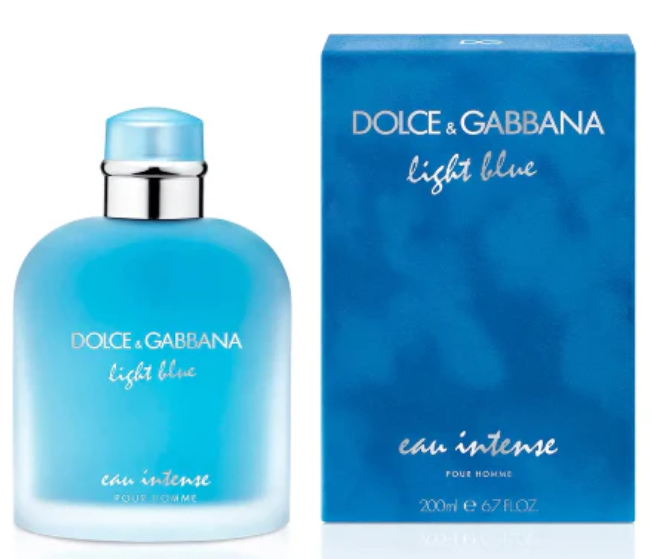 DOLCE & GABBANA
light blue
eau intense
POUR HOMME
DOLCE & GABBANA
light blue
eau intense
POUR HOMME
200ml e 6.7 FL.OZ.